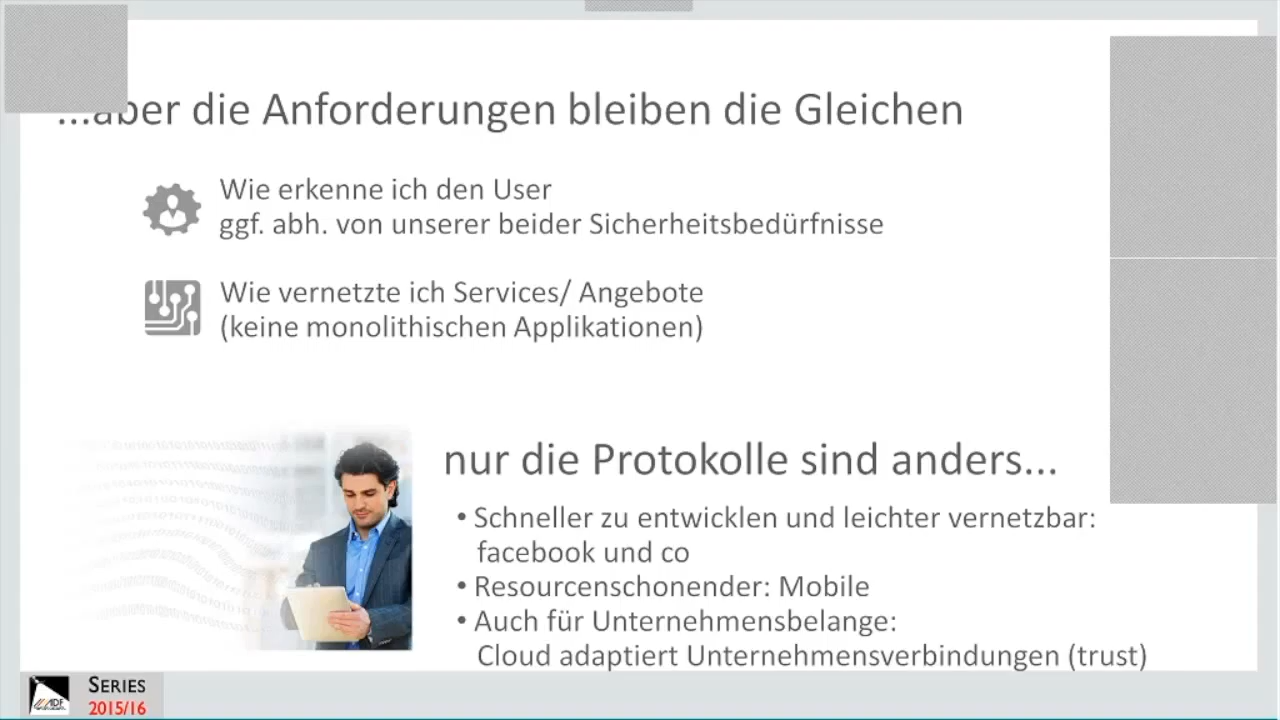 ...aber die Anforderungen bleiben die Gleichen
Wie erkenne ich den User
ggf. abh. von unserer beider Sicherheitsbedürfnisse
Wie vernetzte ich Services/ Angebote
(keine monolithischen Applikationen)
nur die Protokolle sind anders...
• Schneller zu entwicklen und leichter vernetzbar:
facebook und co
• Resourcenschonender: Mobile
• Auch für Unternehmensbelange:
Cloud adaptiert Unternehmensverbindungen (trust)
SERIES
2015/16